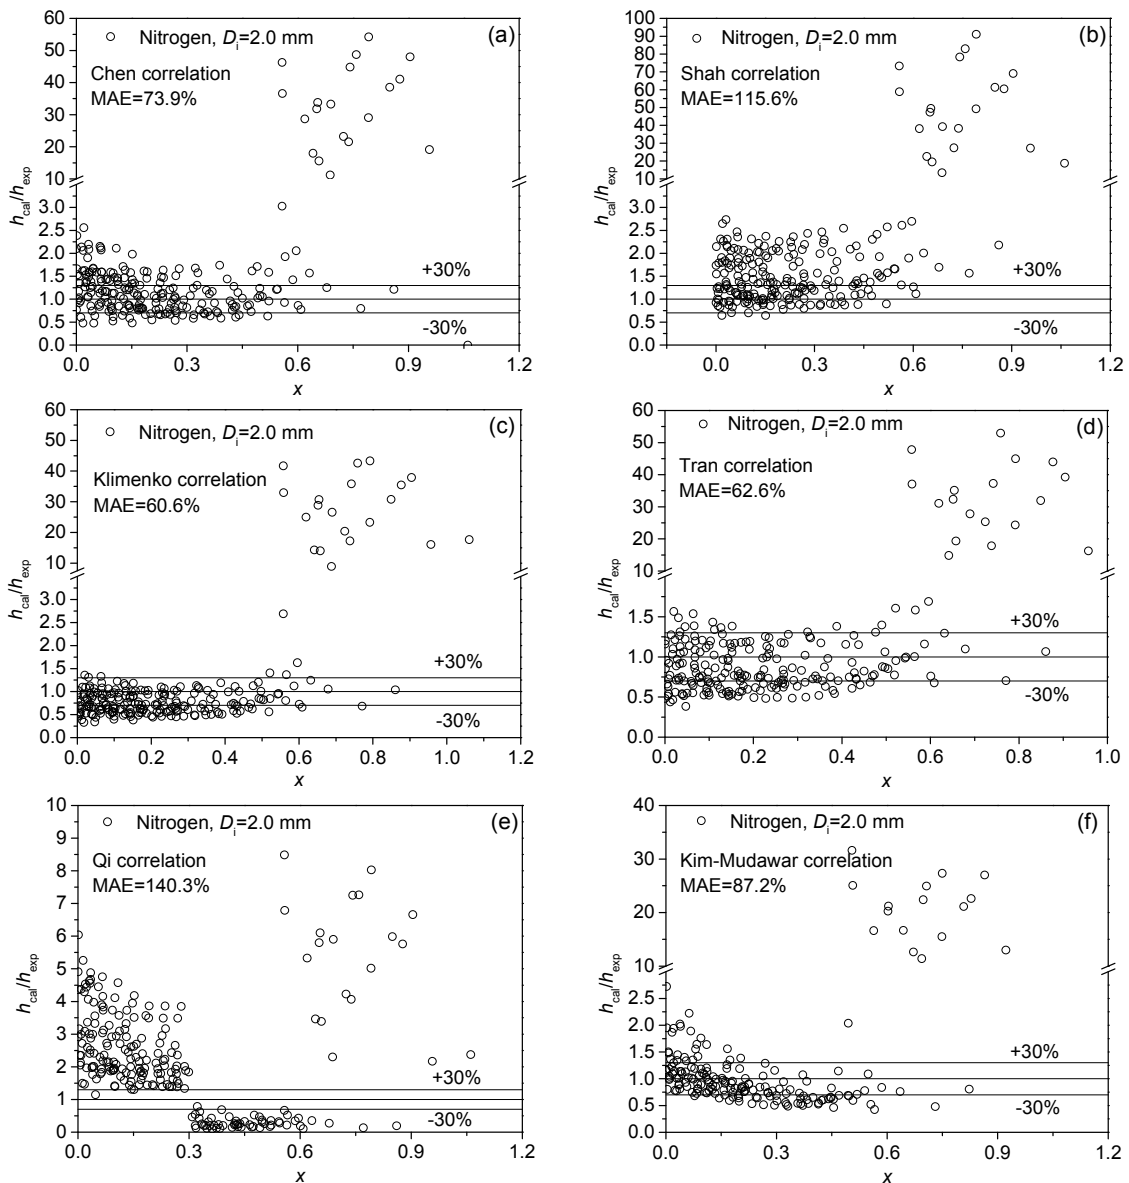 (a)
Nitrogen, Di=2.0 mm
Chen correlation
MAE=73.9%
+30%
-30%
hcal/hexp
60
50
40
30
20
10
3.0
2.5
2.0
1.5
1.0
0.5
0.0
0.0 0.3 0.6 0.9 1.2
x
(b)
Nitrogen, Di=2.0 mm
Shah correlation
MAE=115.6%
+30%
-30%
hcal/hexp
100
90
80
70
60
50
40
30
20
10
3.0
2.5
2.0
1.5
1.0
0.5
0.0
0.0 0.3 0.6 0.9 1.2
x
(c)
Nitrogen, Di=2.0 mm
Klimenko correlation
MAE=60.6%
+30%
-30%
hcal/hexp
60
50
40
30
20
10
3.0
2.5
2.0
1.5
1.0
0.5
0.0
0.0 0.2 0.4 0.6 0.8 1.0 1.2
x
(d)
Nitrogen, Di=2.0 mm
Tran correlation
MAE=62.6%
+30%
-30%
hcal/hexp
60
50
40
30
20
10
1.5
1.0
0.5
0.0
0.0 0.2 0.4 0.6 0.8 1.0
x
(e)
Nitrogen, Di=2.0 mm
Qi correlation
MAE=140.3%
+30%
-30%
hcal/hexp
10
9
8
7
6
5
4
3
2
1
0
0.0 0.3 0.6 0.9 1.2
x
(f)
Nitrogen, Di=2.0 mm
Kim-Mudawar correlation
MAE=87.2%
+30%
-30%
hcal/hexp
40
30
20
10
2.5
2.0
1.5
1.0
0.5
0.0
0.0 0.3 0.6 0.9 1.2
x